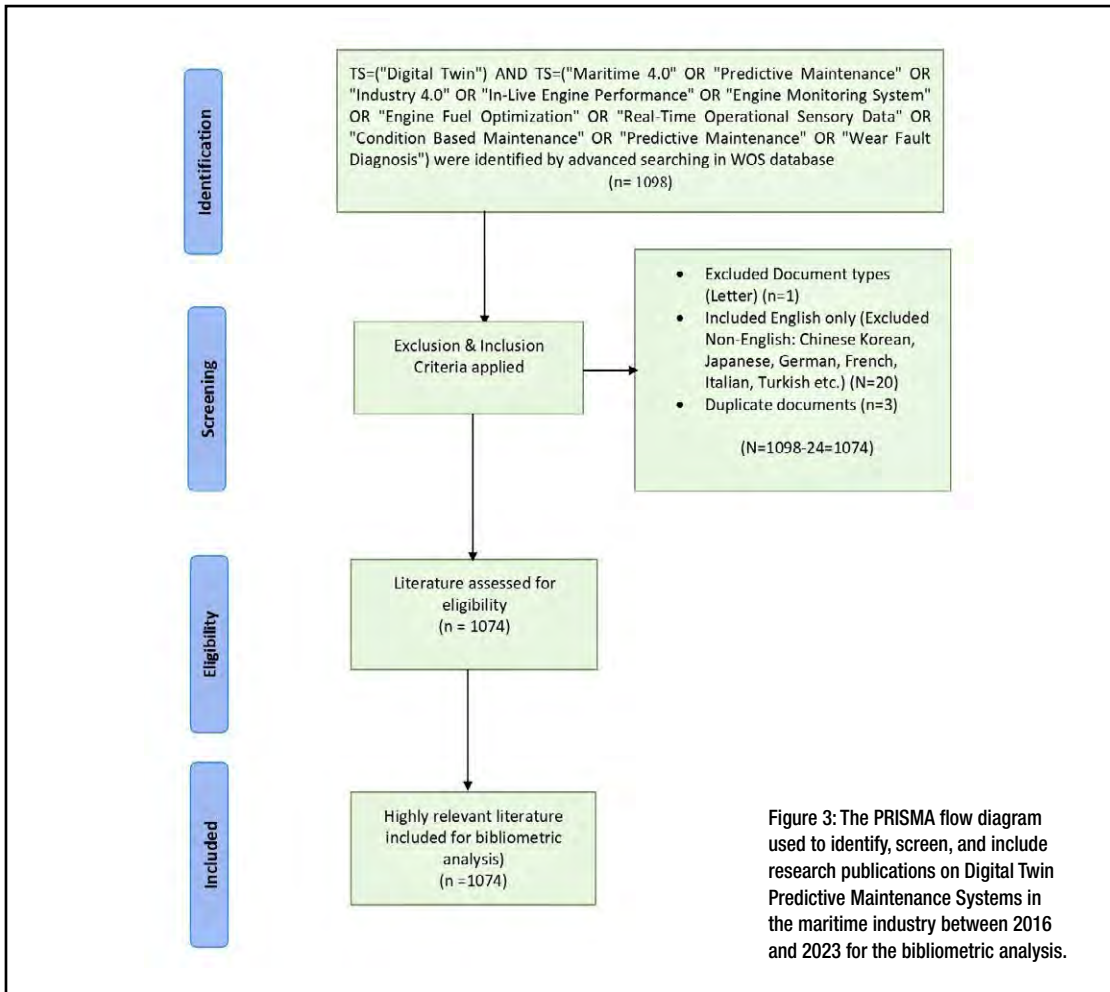 Identification
TS=("Digital Twin") AND TS=("Maritime 4.0" OR "Predictive Maintenance" OR
"Industry 4.0" OR "In-Live Engine Performance" OR "Engine Monitoring System"
OR "Engine Fuel Optimization" OR "Real-Time Operational Sensory Data" OR
"Condition Based Maintenance" OR "Predictive Maintenance" OR "Wear Fault
Diagnosis") were identified by advanced searching in WOS database
(n= 1098)
Screening
Exclusion & Inclusion
Criteria applied
• Excluded Document types
(Letter) (n=1)
• Included English only (Excluded
Non-English: Chinese Korean,
Japanese, German, French,
Italian, Turkish etc.) (N=20)
• Duplicate documents (n=3)
(N=1098-24=1074)
Eligibility
Literature assessed for
eligibility
(n = 1074)
Included
Highly relevant literature
included for bibliometric
analysis)
(n =1074)
Figure 3: The PRISMA flow diagram
used to identify, screen, and include
research publications on Digital Twin
Predictive Maintenance Systems in
the maritime industry between 2016
and 2023 for the bibliometric analysis.